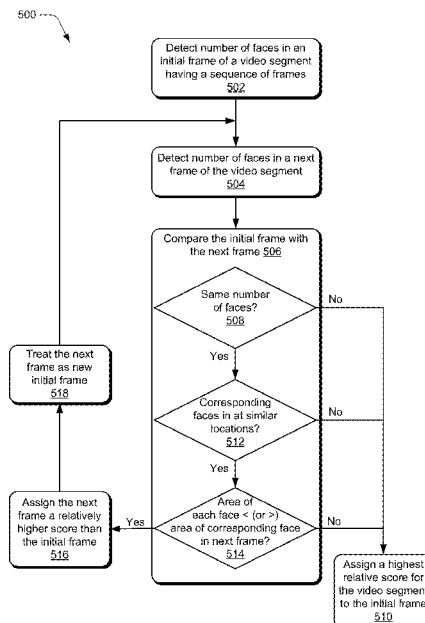 500
Detect number of faces in an
initial frame of a video segment
having a sequence of frames
502
Detect number of faces in a next
frame of the video segment
504
Compare the initial frame with
the next frame 506
Same number
of faces?
508
No
Yes
Corresponding
faces in at similar
locations?
512
No
Yes
Area of
each face < (or >)
area of corresponding face
in next frame?
514
No
Yes
Assign the next
frame a relatively
higher score than
the initial frame
516
Treat the next
frame as new
initial frame
518
Assign a highest
relative score for
the video segment
to the initial frame
510